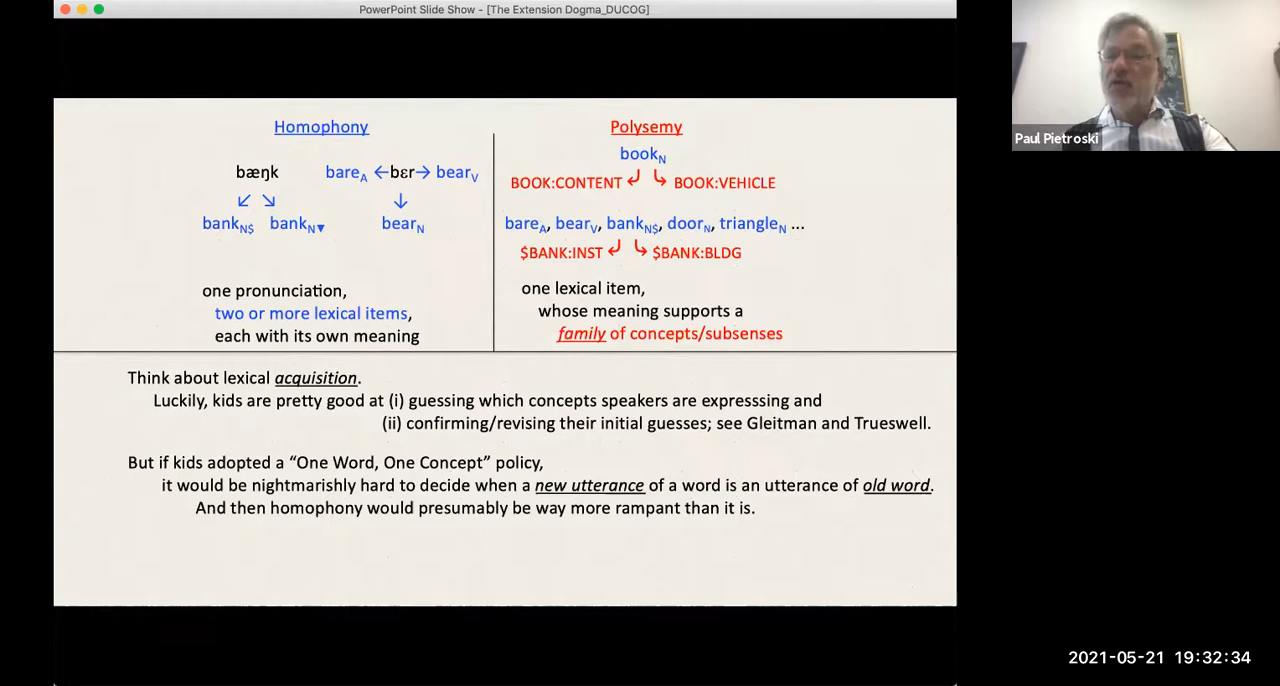 PowerPoint Slide Show - [The Extension Dogma_DUCOG]
Paul Pietroski
Homophony
Polysemy
bæŋk
bareA ←bɛr→ bearV
↙ ↘
↓
bankN$ bankN▼
bearN
one pronunciation,
two or more lexical items,
each with its own meaning
bookN
BOOK:CONTENT BOOK:VEHICLE
bareA, bearV, bankN$, doorN, triangleN ...
$BANK:INST $BANK:BLDG
one lexical item,
whose meaning supports a
family of concepts/subsenses
Think about lexical acquisition.
Luckily, kids are pretty good at (i) guessing which concepts speakers are expresssing and
(ii) confirming/revising their initial guesses; see Gleitman and Trueswell.
But if kids adopted a “One Word, One Concept” policy,
it would be nightmarishly hard to decide when a new utterance of a word is an utterance of old word.
And then homophony would presumably be way more rampant than it is.
2021-05-21 19:32:34